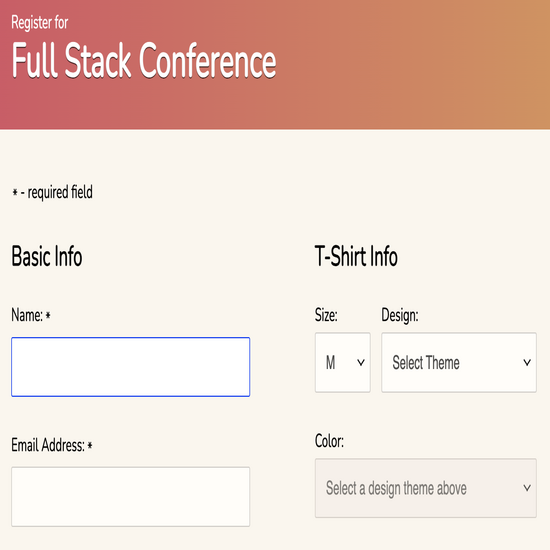 Register for
Full Stack Conference
* - required field
Basic Info
Name: *
Email Address: *
T-Shirt Info
Size:
Design:
M
Select Theme
Color:
Select a design theme above